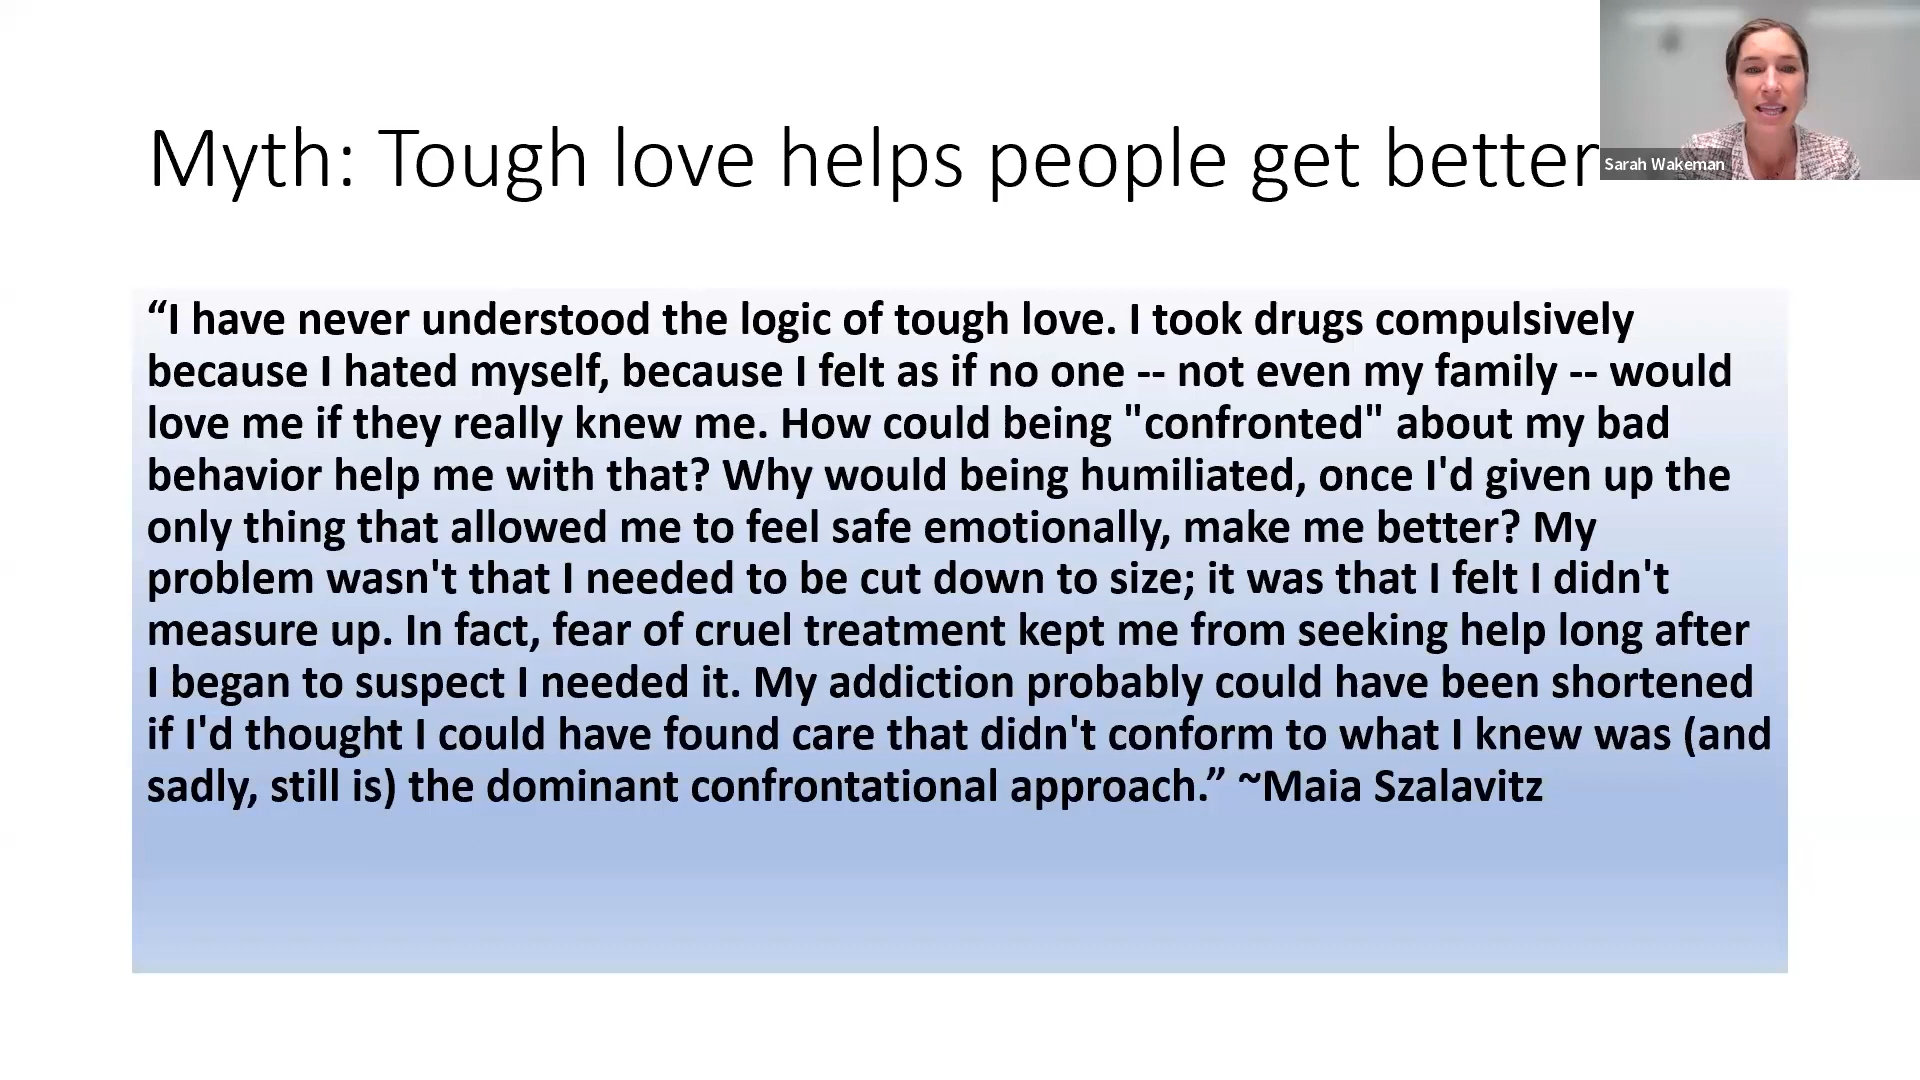 Myth: Tough love helps people get better
Sarah Wakeman
“I have never understood the logic of tough love. I took drugs compulsively
because I hated myself, because I felt as if no one -- not even my family -- would
love me if they really knew me. How could being "confronted" about my bad
behavior help me with that? Why would being humiliated, once I'd given up the
only thing that allowed me to feel safe emotionally, make me better? My
problem wasn't that I needed to be cut down to size; it was that I felt I didn't
measure up. In fact, fear of cruel treatment kept me from seeking help long after
I began to suspect I needed it. My addiction probably could have been shortened
if I'd thought I could have found care that didn't conform to what I knew was (and
sadly, still is) the dominant confrontational approach.” ~Maia Szalavitz